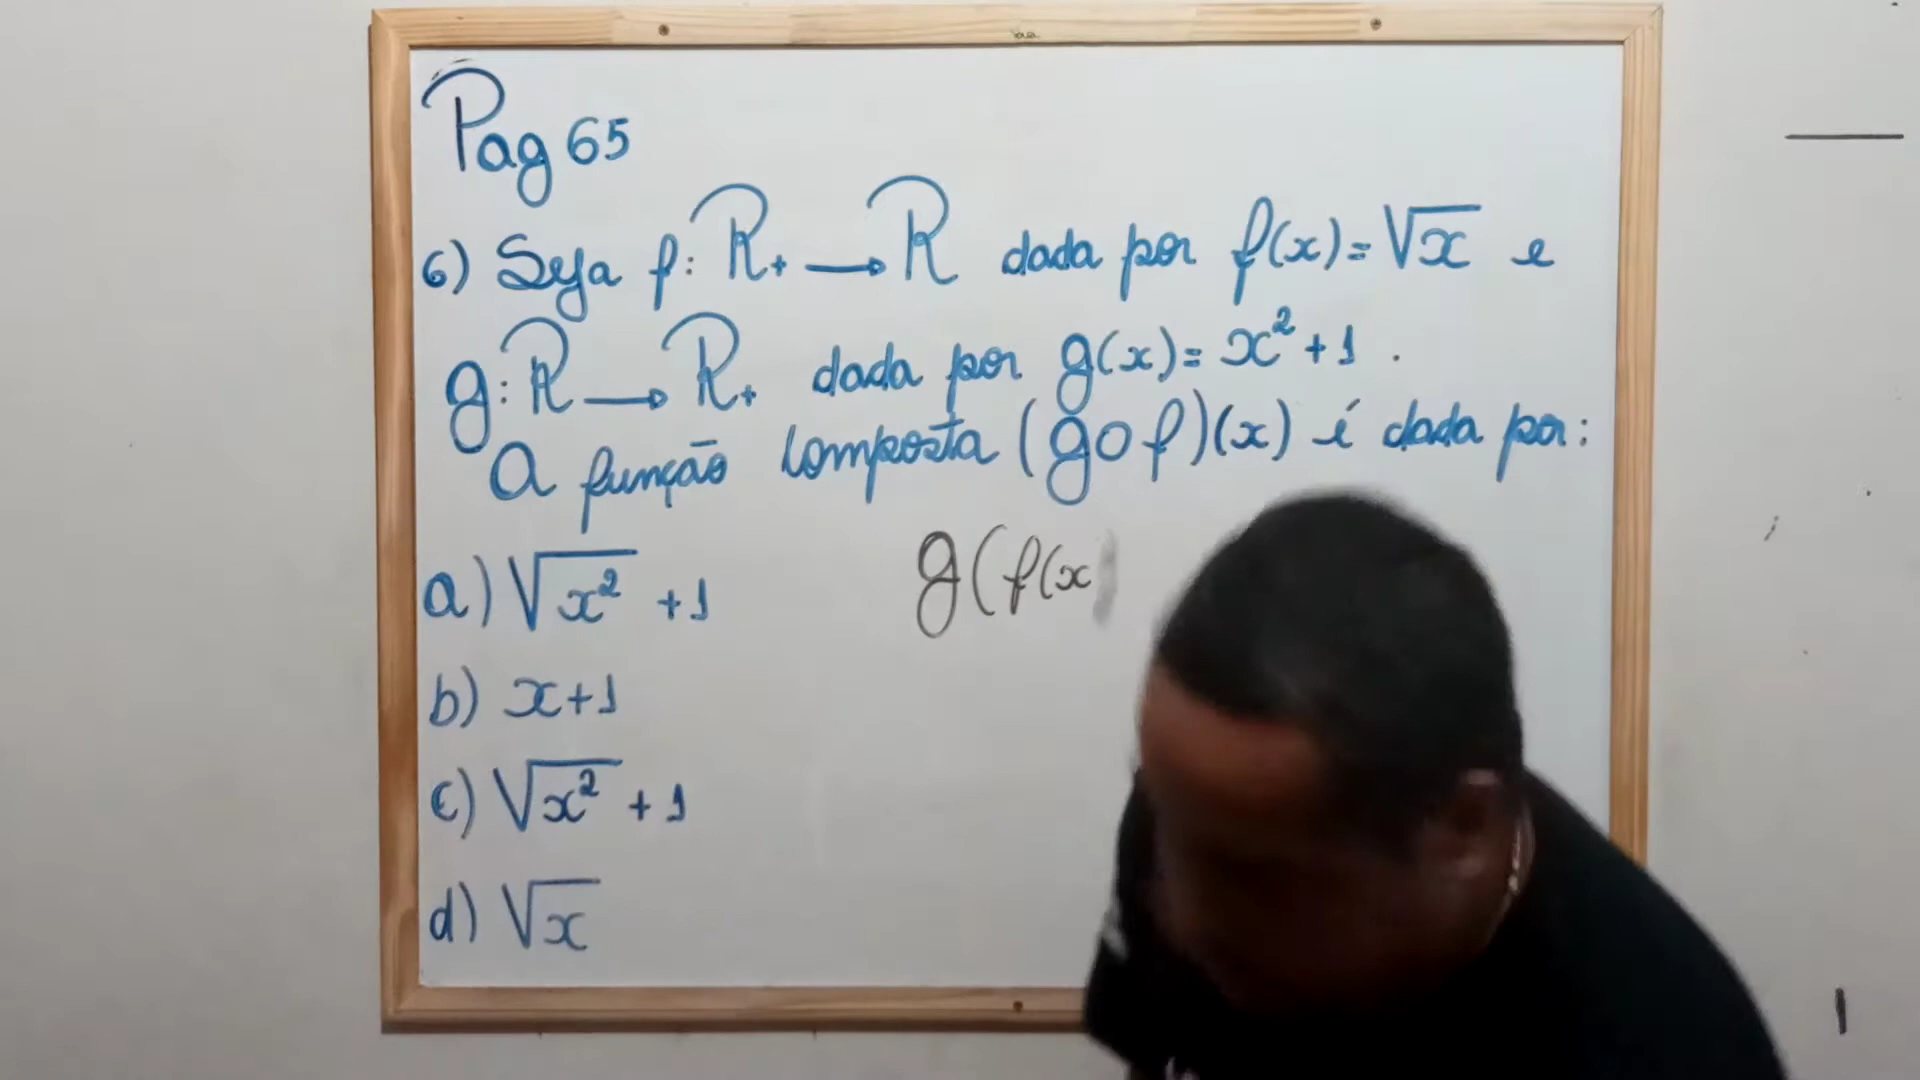 Pag 65
6) Seja f: R+ → R dada por f(x)= √x e
g: R → R+ dada por g(x)= x²+1 .
A função composta (gof)(x) é dada por:
g(f(x)
a) √x² +1
b) x+1
c) √x² + 1
d) √x